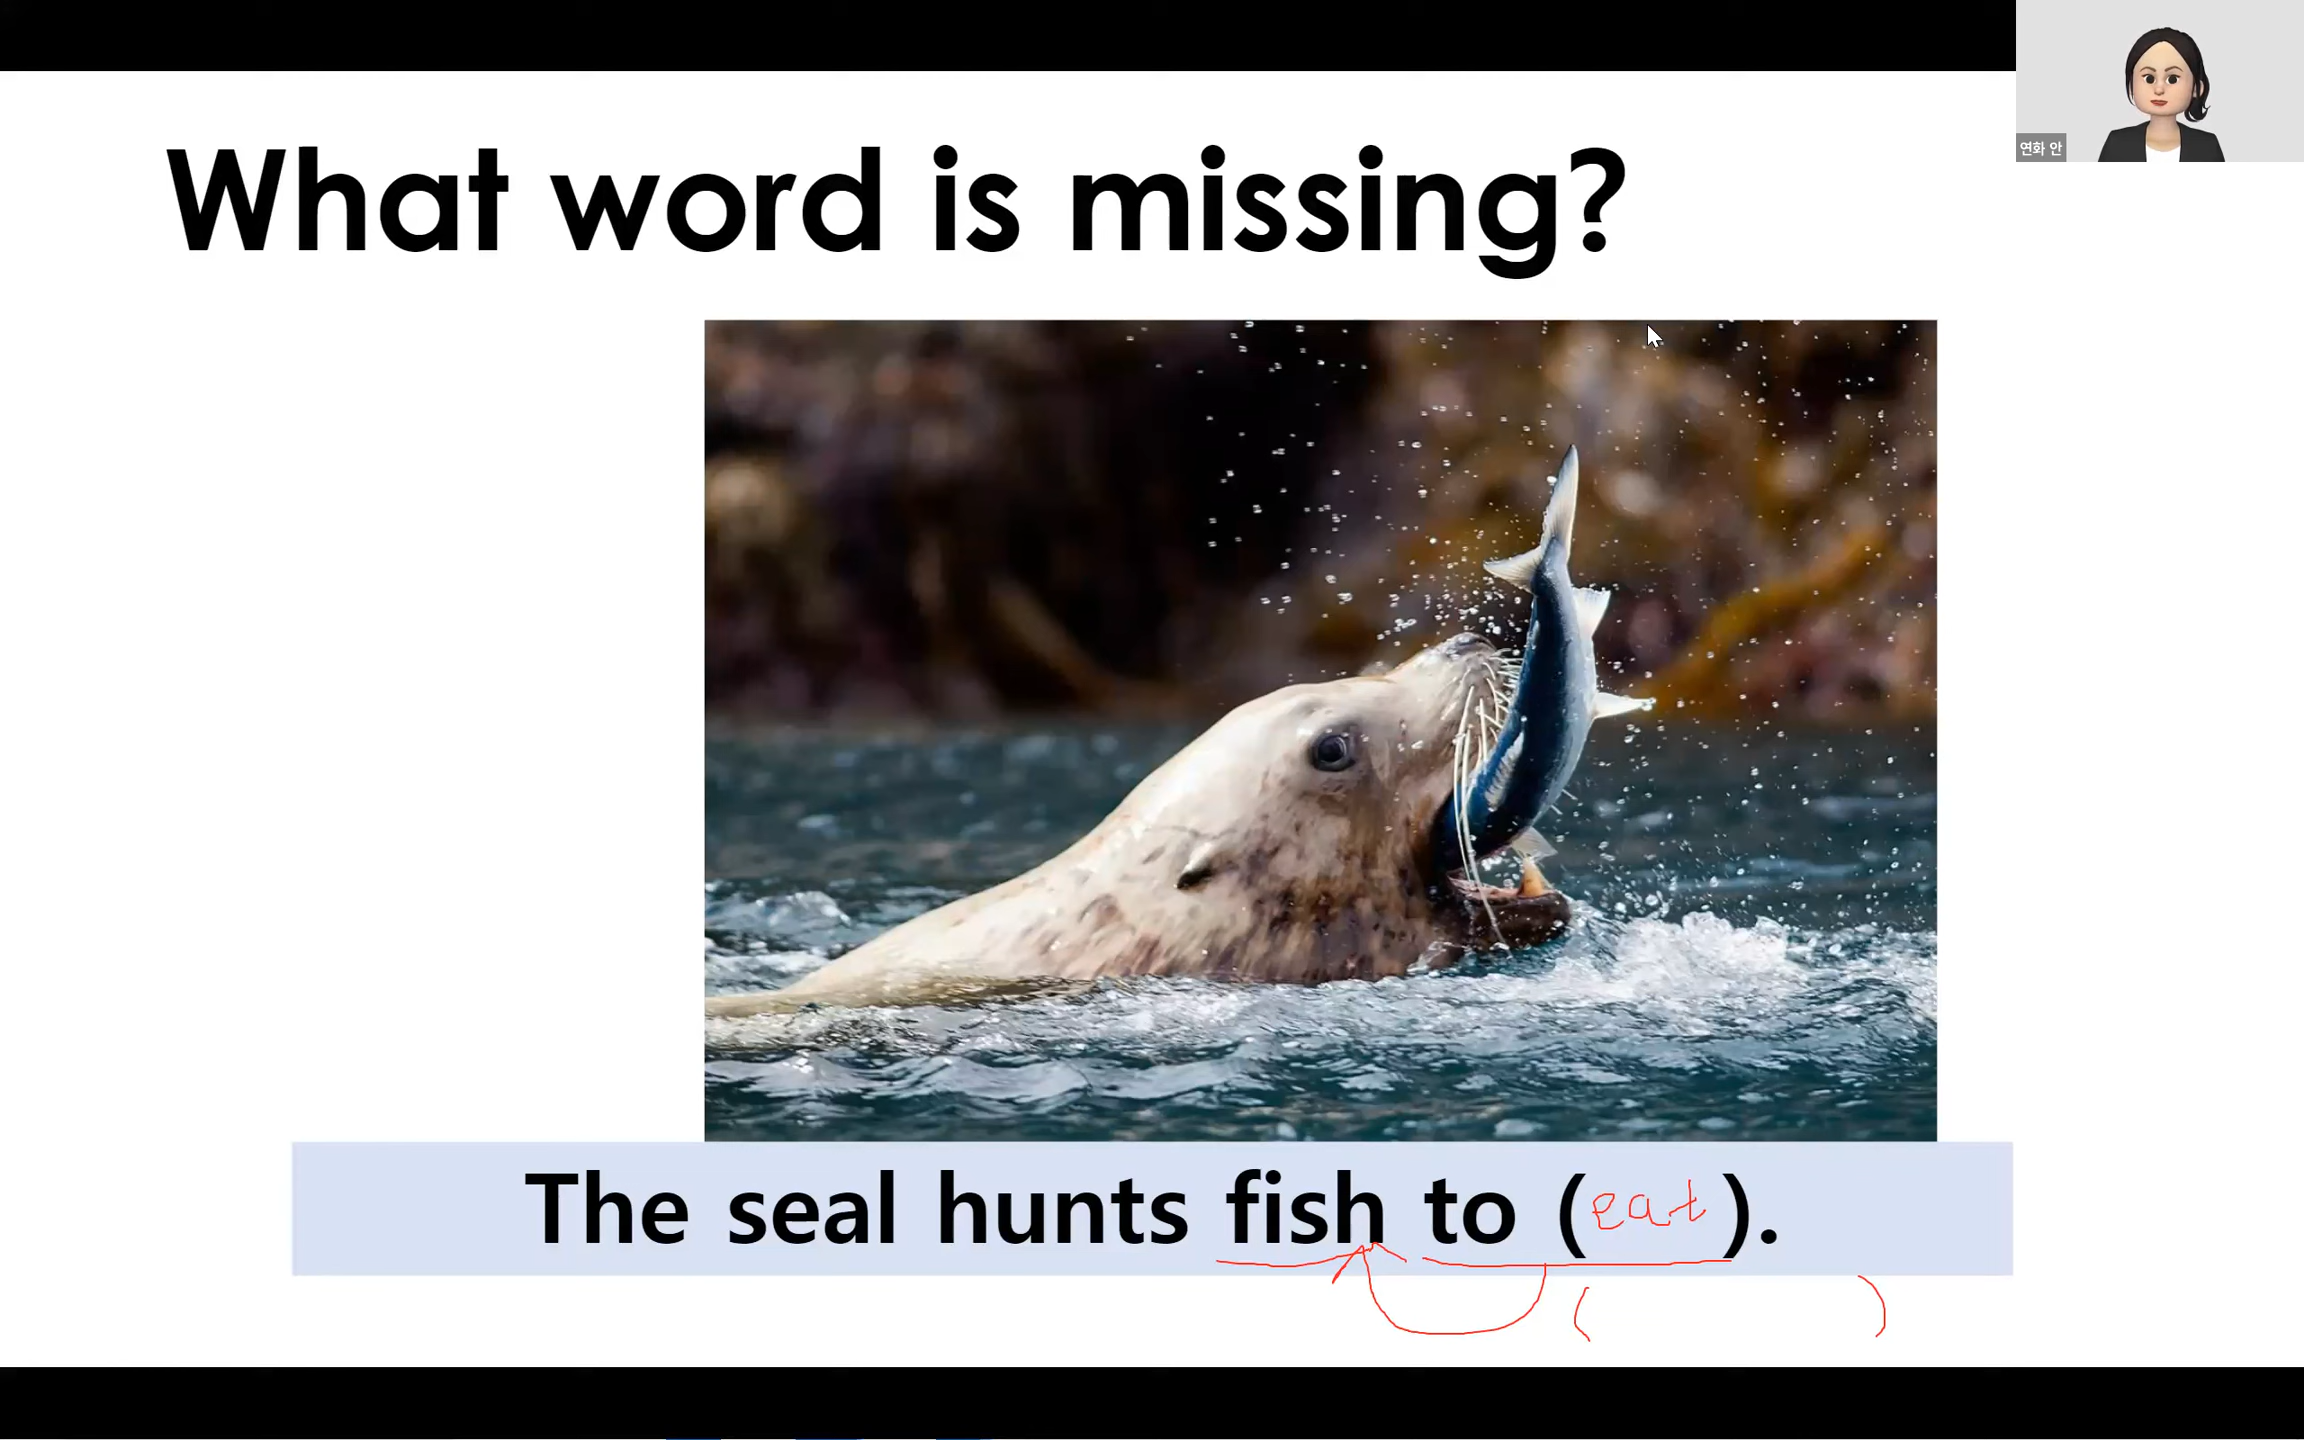 연화 안
What word is missing?
The seal hunts fish to (eat).
( )